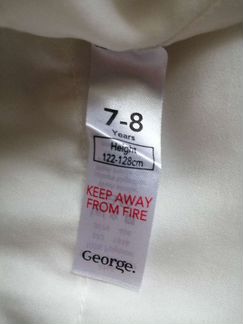 7-8
Years
Height
122-128cm
KEEP AWAY
FROM FIRE
George.